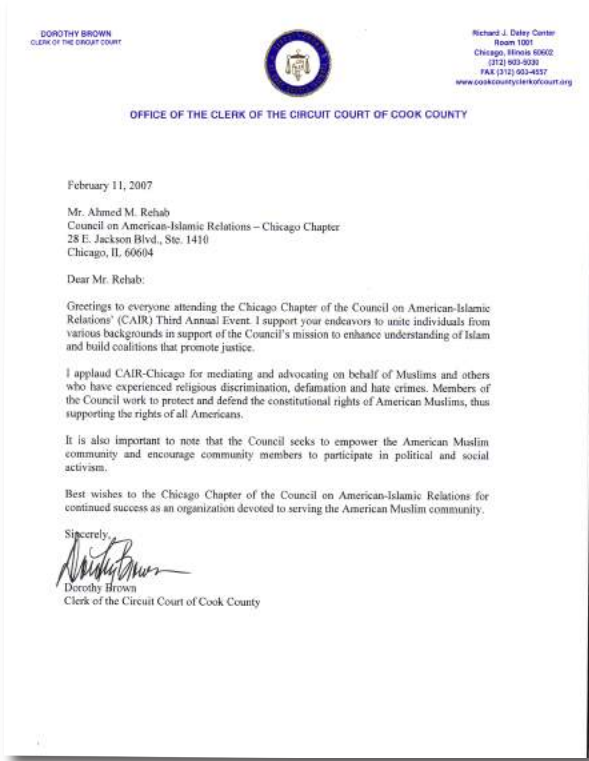 DOROTHY BROWN
CLERK OF THE CIRCUIT COURT
Richard J. Daley Center
Room 1001
Chicago, Illinois 60602
(312) 603-5030
FAX (312) 603-4557
www.cookcountyclerkofcourt.org
OFFICE OF THE CLERK OF THE CIRCUIT COURT OF COOK COUNTY
February 11, 2007
Mr. Ahmed M. Rehab
Council on American-Islamic Relations – Chicago Chapter
28 E. Jackson Blvd., Ste. 1410
Chicago, IL 60604
Dear Mr. Rehab:
Greetings to everyone attending the Chicago Chapter of the Council on American-Islamic
Relations' (CAIR) Third Annual Event. I support your endeavors to unite individuals from
various backgrounds in support of the Council's mission to enhance understanding of Islam
and build coalitions that promote justice.
I applaud CAIR-Chicago for mediating and advocating on behalf of Muslims and others
who have experienced religious discrimination, defamation and hate crimes. Members of
the Council work to protect and defend the constitutional rights of American Muslims, thus
supporting the rights of all Americans.
It is also important to note that the Council seeks to empower the American Muslim
community and encourage community members to participate in political and social
activism.
Best wishes to the Chicago Chapter of the Council on American-Islamic Relations for
continued success as an organization devoted to serving the American Muslim community.
Sincerely,
Dorothy Brown
Dorothy Brown
Clerk of the Circuit Court of Cook County